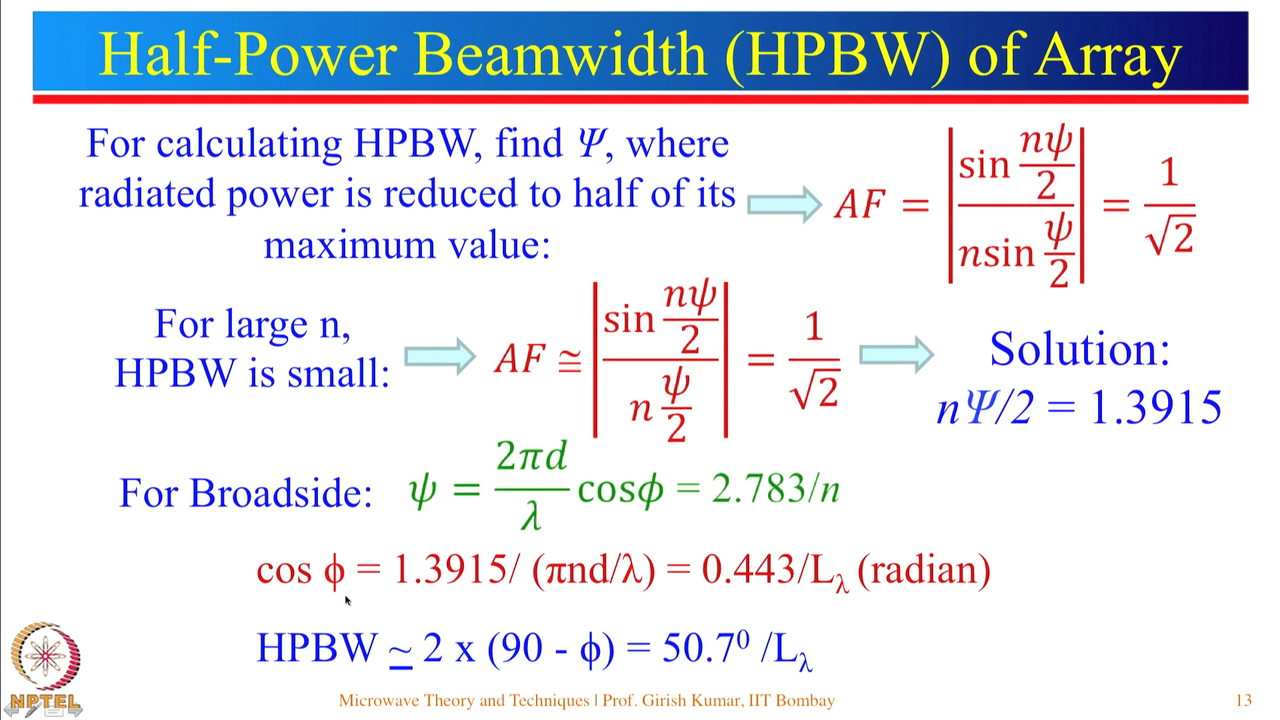 Half-Power Beamwidth (HPBW) of Array
For calculating HPBW, find Ψ, where
radiated power is reduced to half of its
maximum value:
AF = |sin(nψ/2) / (n sin(ψ/2))| = 1/√2
For large n,
HPBW is small:
AF ≅ |sin(nψ/2) / (n ψ/2)| = 1/√2
Solution:
nΨ/2 = 1.3915
For Broadside: ψ = (2πd/λ) cosϕ = 2.783/n
cos ϕ = 1.3915/ (πnd/λ) = 0.443/L_λ (radian)
HPBW ~ 2 x (90 - ϕ) = 50.7⁰ /L_λ
NPTEL
Microwave Theory and Techniques | Prof. Girish Kumar, IIT Bombay
13